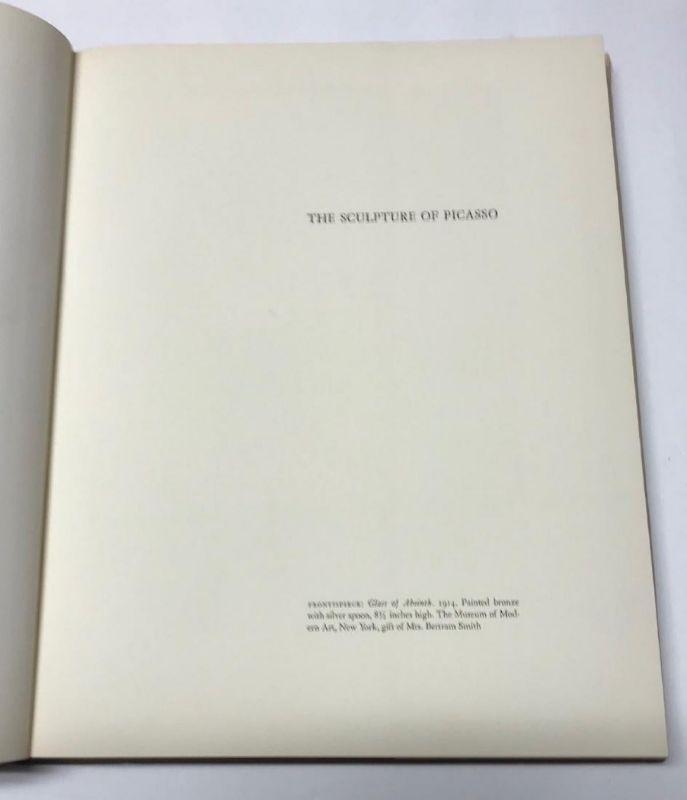 THE SCULPTURE OF PICASSO
FRONTISPIECE: Glass of Absinth. 1914. Painted bronze
with silver spoon, 8½ inches high. The Museum of Mod-
ern Art, New York, gift of Mrs. Bertram Smith